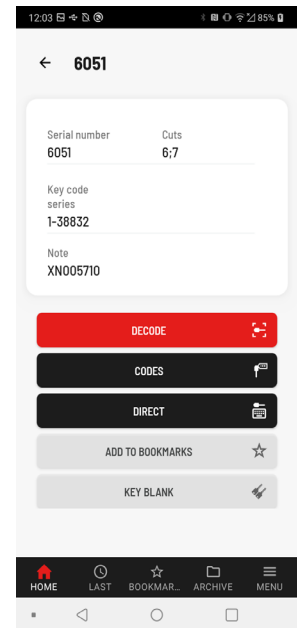 12:03
85%
6051
Serial number
Cuts
6051
6;7
Key code
series
1-38832
Note
XN005710
DECODE
CODES
DIRECT
ADD TO BOOKMARKS
KEY BLANK
HOME
LAST
BOOKMAR...
ARCHIVE
MENU